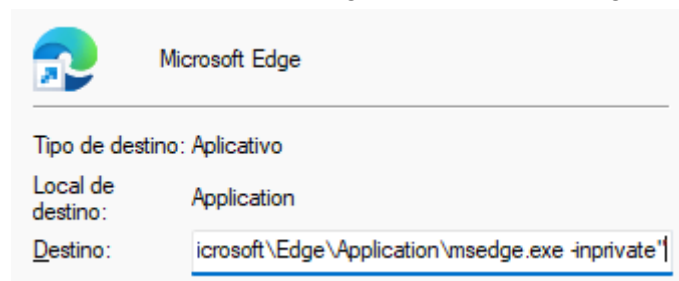 Microsoft Edge
Tipo de destino: Aplicativo
Local de
destino: Application
Destino: icrosoft\Edge\Application\msedge.exe -inprivate"